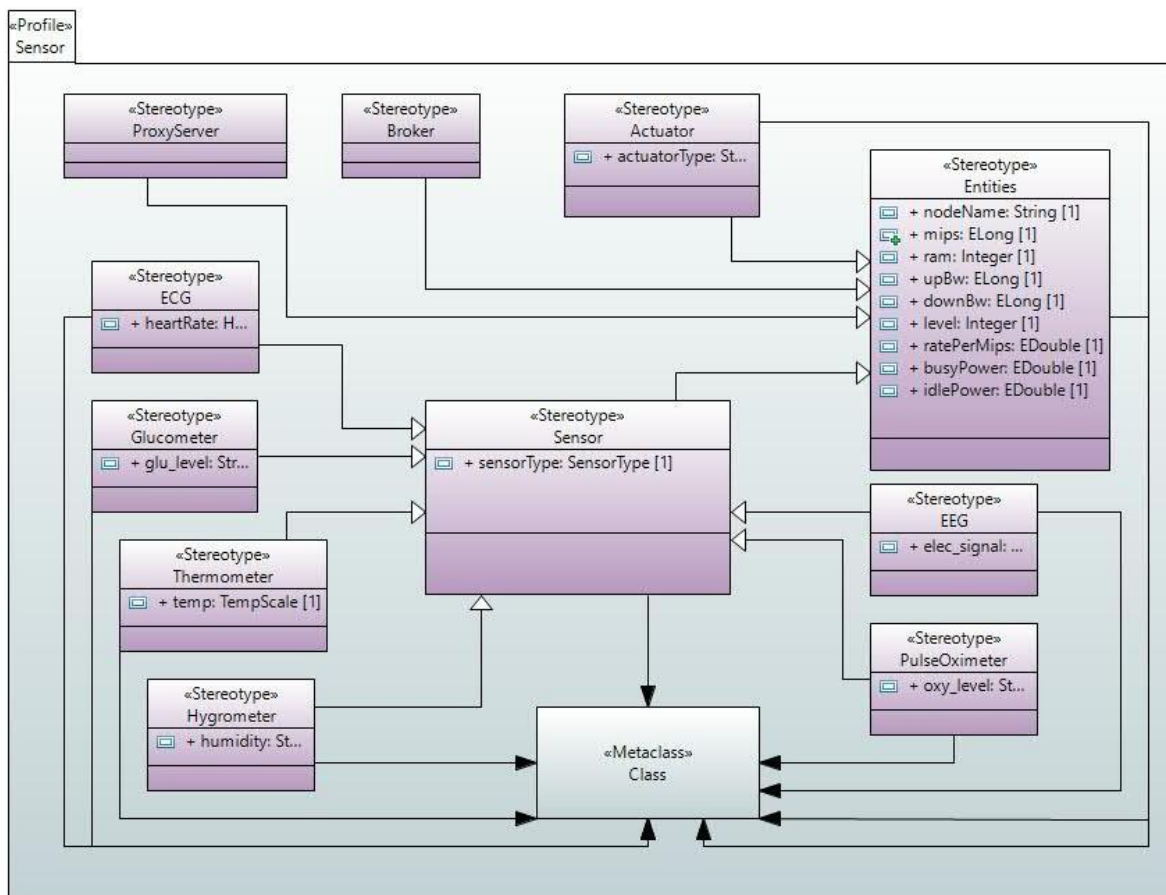 «Profile»
Sensor
«Stereotype»
ProxyServer
«Stereotype»
Broker
«Stereotype»
Actuator
+ actuatorType: St...
«Stereotype»
Entities
+ nodeName: String [1]
+ mips: ELong [1]
+ ram: Integer [1]
+ upBw: ELong [1]
+ downBw: ELong [1]
+ level: Integer [1]
+ ratePerMips: EDouble [1]
+ busyPower: EDouble [1]
+ idlePower: EDouble [1]
«Stereotype»
ECG
+ heartRate: H...
«Stereotype»
Glucometer
+ glu_level: Str...
«Stereotype»
Sensor
+ sensorType: SensorType [1]
«Stereotype»
EEG
+ elec_signal: ...
«Stereotype»
Thermometer
+ temp: TempScale [1]
«Stereotype»
PulseOximeter
+ oxy_level: St...
«Stereotype»
Hygrometer
+ humidity: St...
«Metaclass»
Class